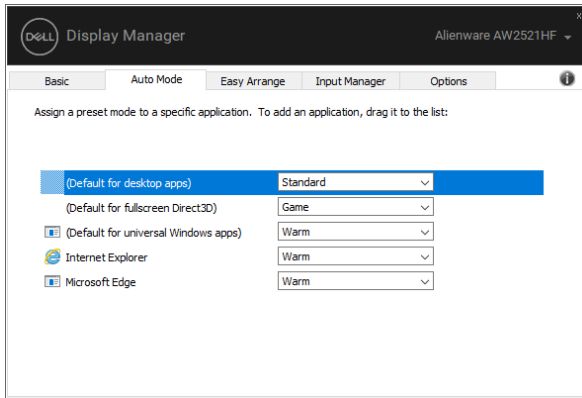 DELL Display Manager Alienware AW2521HF
Basic Auto Mode Easy Arrange Input Manager Options
Assign a preset mode to a specific application. To add an application, drag it to the list:
(Default for desktop apps) Standard
(Default for fullscreen Direct3D) Game
(Default for universal Windows apps) Warm
Internet Explorer Warm
Microsoft Edge Warm